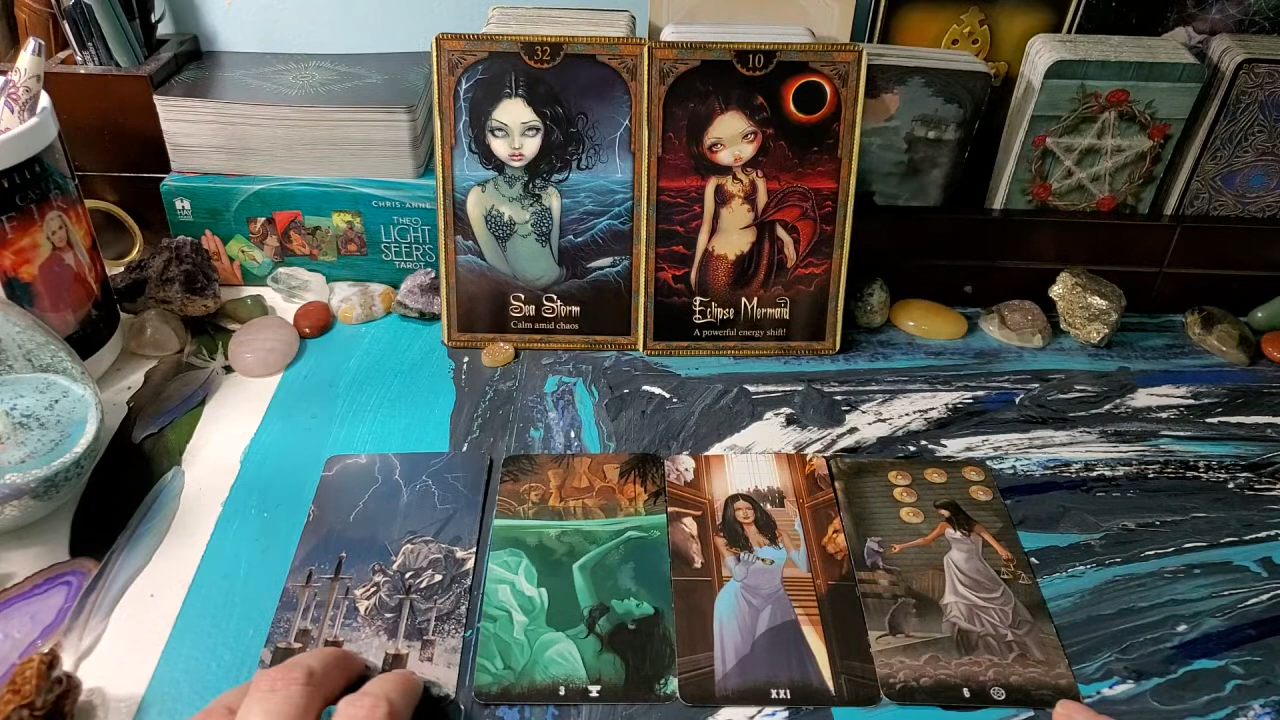 32
10
CHRIS-ANNE
HAY
HOUSE
THE
LIGHT
SEER'S
TAROT
Sea Storm
Calm amid chaos
Eclipse Mermaid
A powerful energy shift!
3
XXI
6